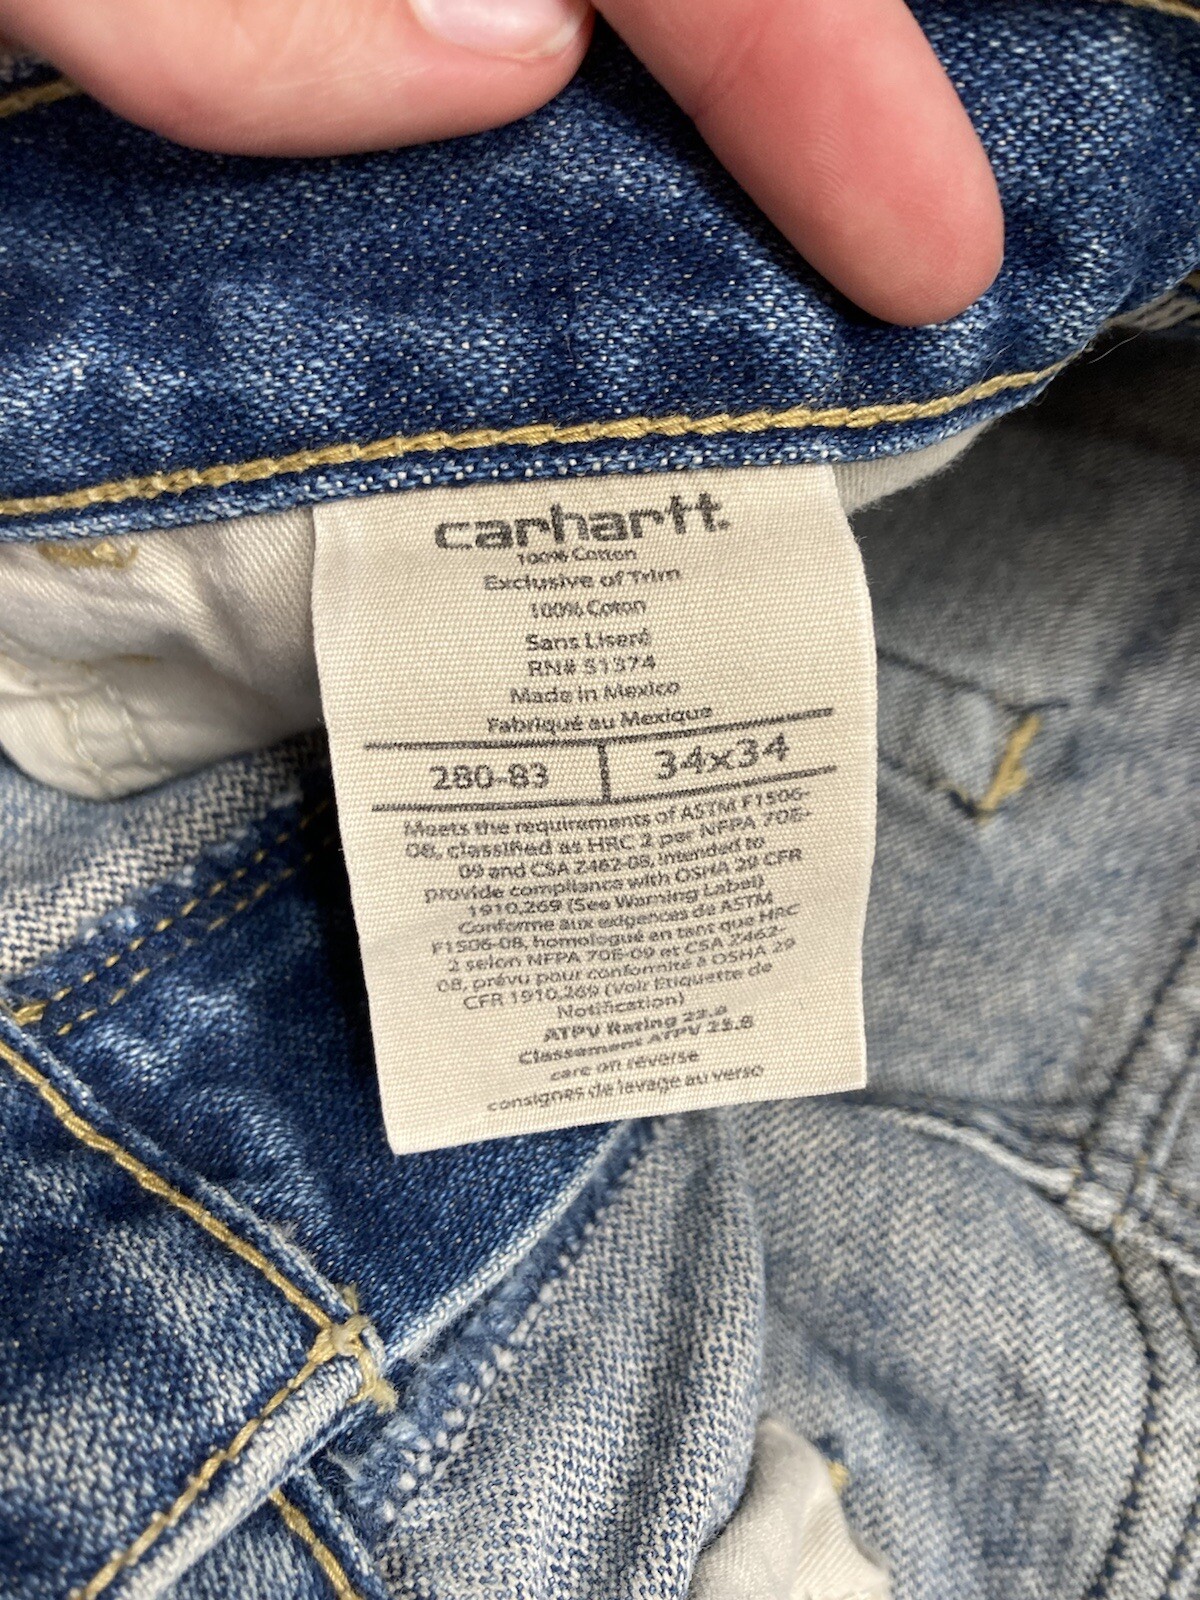 carhartt.
100% Cotton
Exclusive of Trim
100% Coton
Sans Liseré
RN# 51374
Made in Mexico
Fabriqué au Mexique
280-83 34x34
Meets the requirements of ASTM F1506-
08, classified as HRC 2 per NFPA 70E-
09 and CSA Z462-08, intended to
provide compliance with OSHA 29 CFR
1910.269 (See Warning Label)
Conforme aux exigences de ASTM
F1506-08, homologué en tant que HRC
2 selon NFPA 70E-09 et CSA Z462-
08, prévu pour conformité à OSHA 29
CFR 1910.269 (Voir Etiquette de
Notification)
ATPV Rating
Classement ATPV
care on reverse
consignes de lavage au verso